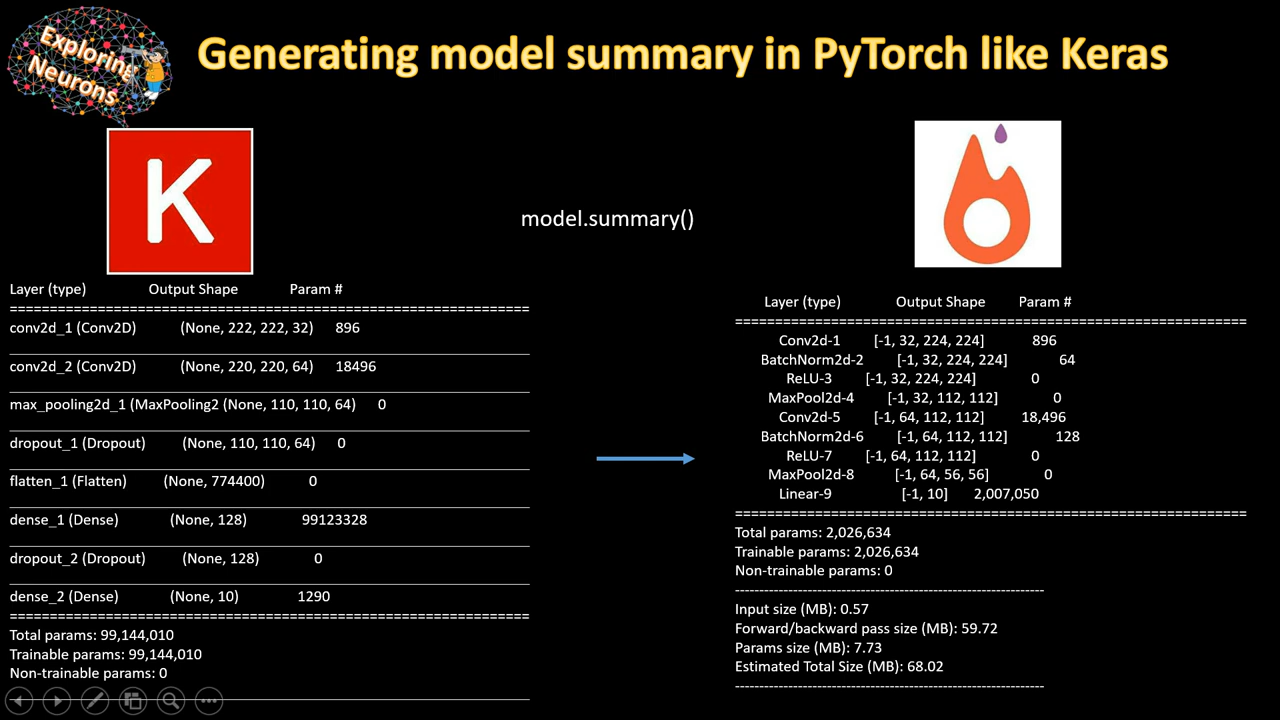 Exploring
Neurons
Generating model summary in PyTorch like Keras
K
model.summary()
Layer (type) Output Shape Param #
=================================================================
conv2d_1 (Conv2D) (None, 222, 222, 32) 896
_________________________________________________________________
conv2d_2 (Conv2D) (None, 220, 220, 64) 18496
_________________________________________________________________
max_pooling2d_1 (MaxPooling2 (None, 110, 110, 64) 0
_________________________________________________________________
dropout_1 (Dropout) (None, 110, 110, 64) 0
_________________________________________________________________
flatten_1 (Flatten) (None, 774400) 0
_________________________________________________________________
dense_1 (Dense) (None, 128) 99123328
_________________________________________________________________
dropout_2 (Dropout) (None, 128) 0
_________________________________________________________________
dense_2 (Dense) (None, 10) 1290
=================================================================
Total params: 99,144,010
Trainable params: 99,144,010
Non-trainable params: 0
_________________________________________________________________
Layer (type) Output Shape Param #
================================================================
Conv2d-1 [-1, 32, 224, 224] 896
BatchNorm2d-2 [-1, 32, 224, 224] 64
ReLU-3 [-1, 32, 224, 224] 0
MaxPool2d-4 [-1, 32, 112, 112] 0
Conv2d-5 [-1, 64, 112, 112] 18,496
BatchNorm2d-6 [-1, 64, 112, 112] 128
ReLU-7 [-1, 64, 112, 112] 0
MaxPool2d-8 [-1, 64, 56, 56] 0
Linear-9 [-1, 10] 2,007,050
================================================================
Total params: 2,026,634
Trainable params: 2,026,634
Non-trainable params: 0
----------------------------------------------------------------
Input size (MB): 0.57
Forward/backward pass size (MB): 59.72
Params size (MB): 7.73
Estimated Total Size (MB): 68.02
----------------------------------------------------------------